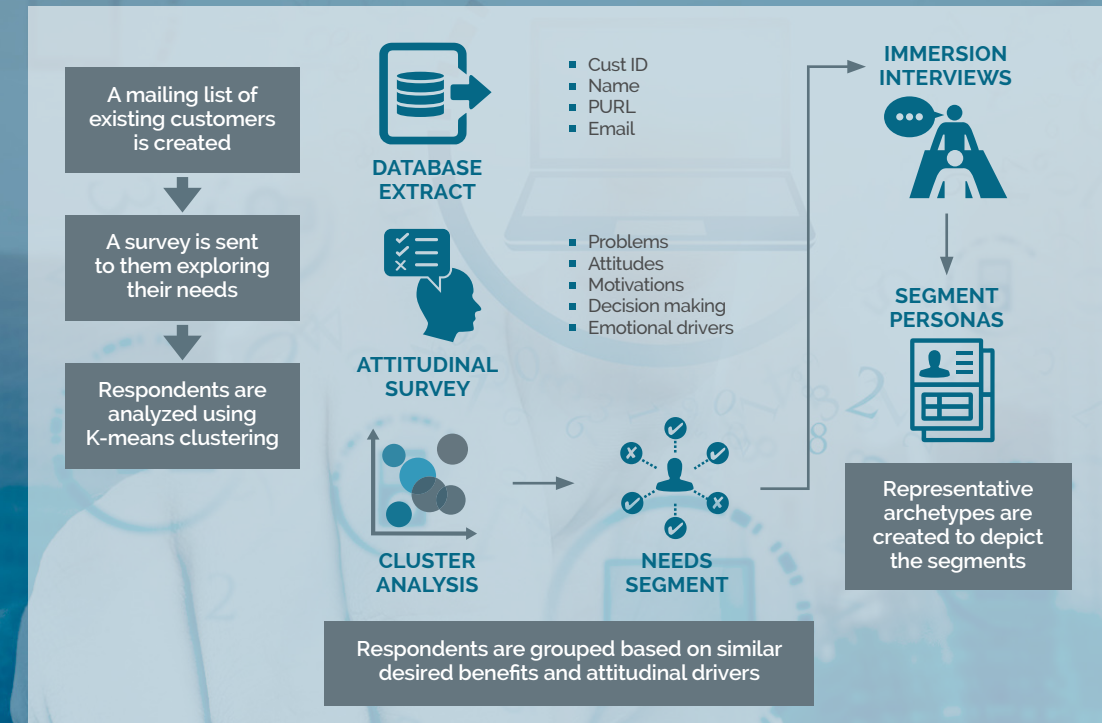 A mailing list of
existing customers
is created
A survey is sent
to them exploring
their needs
Respondents are
analyzed using
K-means clustering
DATABASE
EXTRACT
Cust ID
Name
PURL
Email
ATTITUDINAL
SURVEY
Problems
Attitudes
Motivations
Decision making
Emotional drivers
CLUSTER
ANALYSIS
NEEDS
SEGMENT
Respondents are grouped based on similar
desired benefits and attitudinal drivers
IMMERSION
INTERVIEWS
SEGMENT
PERSONAS
Representative
archetypes are
created to depict
the segments
2
8
2